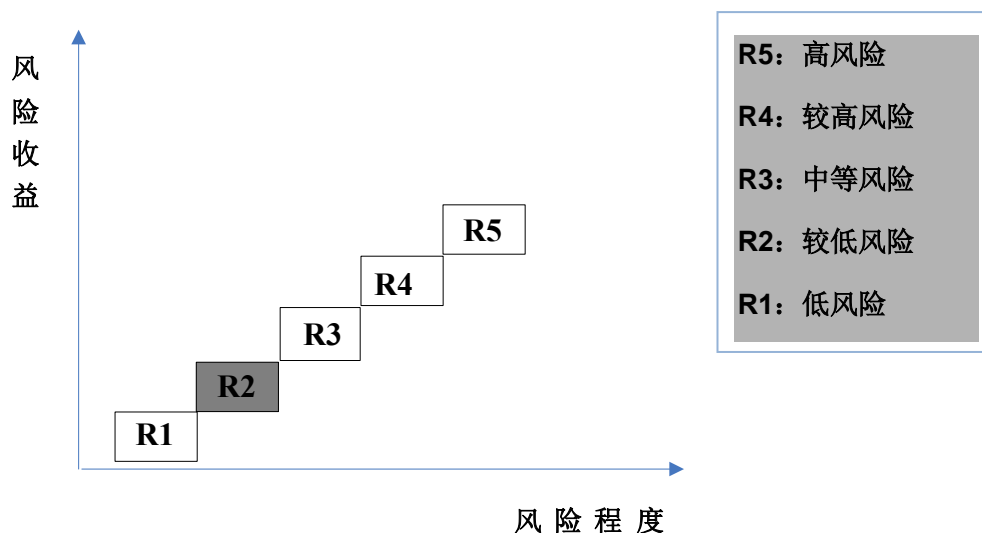 风险收益
R5
R4
R3
R2
R1
风 险 程 度
R5：高风险
R4：较高风险
R3：中等风险
R2：较低风险
R1：低风险